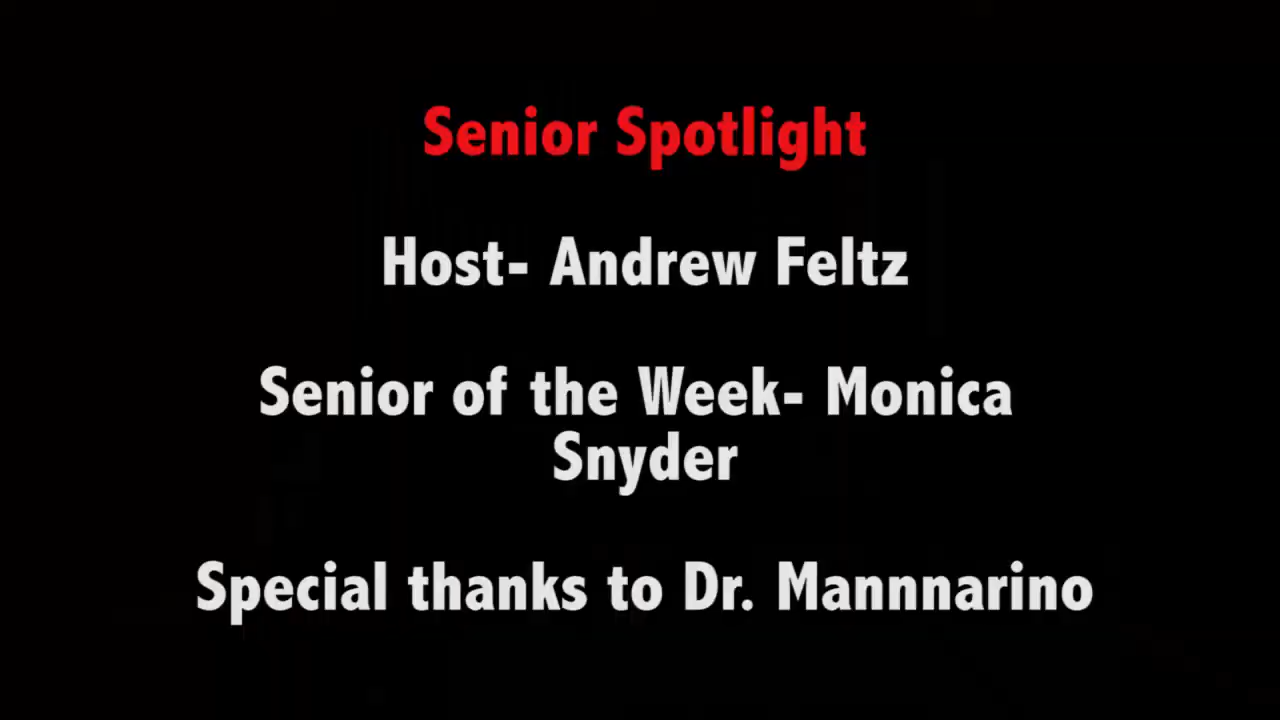 Senior Spotlight
Host- Andrew Feltz
Senior of the Week- Monica
Snyder
Special thanks to Dr. Mannnarino